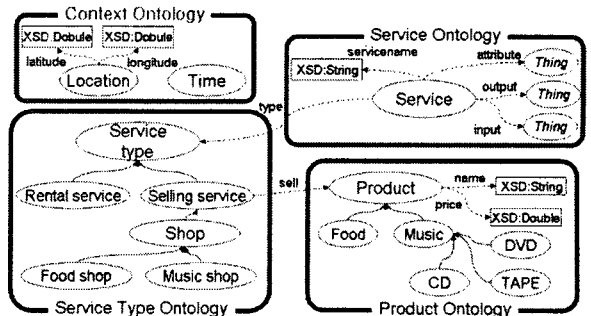 Context Ontology
XSD:Dobule
XSD:Dobule
latitude
longitude
Location
Time
Service Ontology
servicename
XSD:String
attribute
Thing
Service
output
Thing
input
Thing
type
Service
type
Rental service
Selling service
Shop
Food shop
Music shop
Service Type Ontology
sell
Product
name
XSD:String
price
XSD:Double
Food
Music
DVD
CD
TAPE
Product Ontology